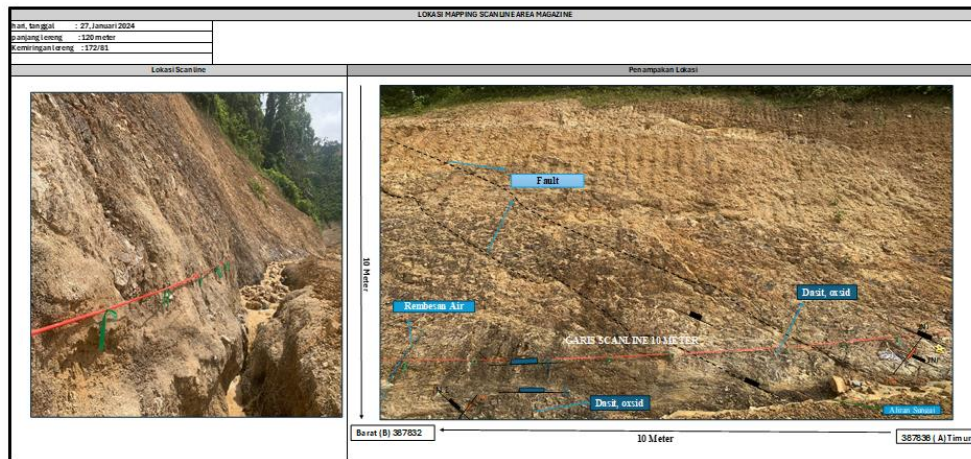 LOKASI MAPPING SCANLINE AREA MAGAZINE
hari, tanggal : 27, Januari 2024
panjang lereng : 120 meter
Kemiringan lereng : 172/81
Lokasi Scanline
Penampakan Lokasi
Fault
10 Meter
Rembesan Air
Dasit, oxsid
GARIS SCANLINE 10 METER
Dasit, oxsid
Aliran Sungai
Barat (B) 387832
10 Meter
387838 ( A) Timur